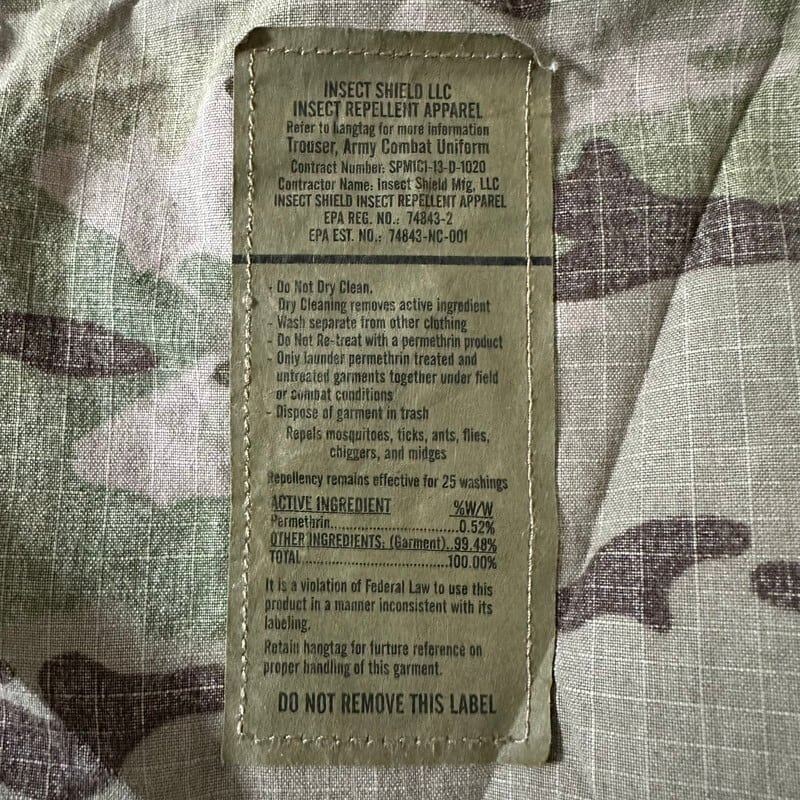 INSECT SHIELD LLC
INSECT REPELLENT APPAREL
Refer to hangtag for more information
Trouser, Army Combat Uniform
Contract Number: SPM1C1-13-D-1020
Contractor Name: Insect Shield Mfg, LLC
INSECT SHIELD INSECT REPELLENT APPAREL
EPA REG. NO.: 74843-2
EPA EST. NO.: 74843-NC-001
- Do Not Dry Clean.
Dry Cleaning removes active ingredient
- Wash separate from other clothing
- Do Not Re-treat with a permethrin product
- Only launder permethrin treated and
untreated garments together under field
or combat conditions
- Dispose of garment in trash
Repels mosquitoes, ticks, ants, flies,
chiggers, and midges
Repellency remains effective for 25 washings
ACTIVE INGREDIENT %W/W
Permethrin..............................0.52%
OTHER INGREDIENTS: (Garment)..99.48%
TOTAL..................................100.00%
It is a violation of Federal Law to use this
product in a manner inconsistent with its
labeling.
Retain hangtag for furture reference on
proper handling of this garment.
DO NOT REMOVE THIS LABEL